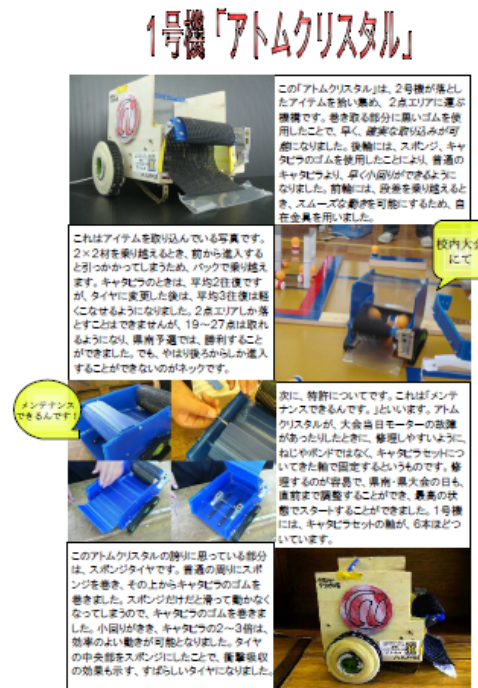 1号機「アトムクリスタル」
この「アトムクリスタル」は、2号機が落とし
たアイテムを拾い集め、2点エリアに運ぶ
機構です。巻き取る部分に黒いゴムを使
用したことで、早く、確実な取り込みが可
能になりました。後輪には、スポンジ、キャ
タピラのゴムを使用したことにより、普通の
キャタピラより、早く小回りができるように
なりました。前輪には、段差を乗り越えると
き、スムーズな動きを可能にするため、自
在金具を用いました。
これはアイテムを取り込んでいる写真です。
2×2材を乗り越えるとき、前から進入する
と引っかかってしまうため、バックで乗り越え
ます。キャタピラのときは、平均2往復です
が、タイヤに変更した後は、平均3往復は軽
くこなせるようになりました。2点エリアしか落
とすことはできませんが、19〜27点は取れ
るようになり、県南予選では、勝利すること
ができました。でも、やはり後ろからしか進入
することができないのがネックです。
校内大会
にて
メンテナンス
できるんです!
次に、特許についてです。これは「メンテ
ナンスできるんです。」といいます。アトム
クリスタルが、大会当日モーターの故障
があったりしたときに、修理しやすいように、
ねじやボンドではなく、キャタピラセットに
ついてきた軸で固定するというものです。修
理するのが容易で、県南・県大会の日も、
直前まで調整することができ、最高の状
態でスタートすることができました。1号機
には、キャタピラセットの軸が、6本ほどつ
いています。
このアトムクリスタルの誇りに思っている部分
は、スポンジタイヤです。普通の周りにスポ
ンジを巻き、その上からキャタピラのゴムを
巻きました。スポンジだけだと滑って動かなく
なってしまうので、キャタピラのゴムを巻きま
した。小回りがきき、キャタピラの2〜3倍は、
効率のよい動きが可能となりました。タイヤ
の中央部をスポンジにしたことで、衝撃吸収
の効果も示す、すばらしいタイヤになりました。